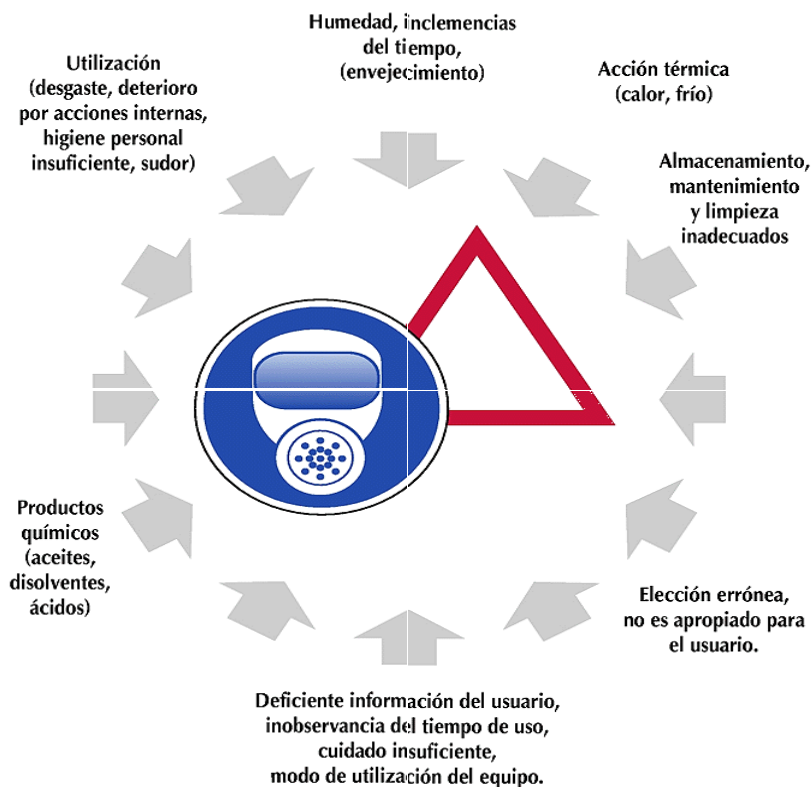 Humedad, inclemencias
del tiempo,
(envejecimiento)
Utilización
(desgaste, deterioro
por acciones internas,
higiene personal
insuficiente, sudor)
Acción térmica
(calor, frío)
Almacenamiento,
mantenimiento
y limpieza
inadecuados
Productos
químicos
(aceites,
disolventes,
ácidos)
Elección errónea,
no es apropiado para
el usuario.
Deficiente información del usuario,
inobservancia del tiempo de uso,
cuidado insuficiente,
modo de utilización del equipo.